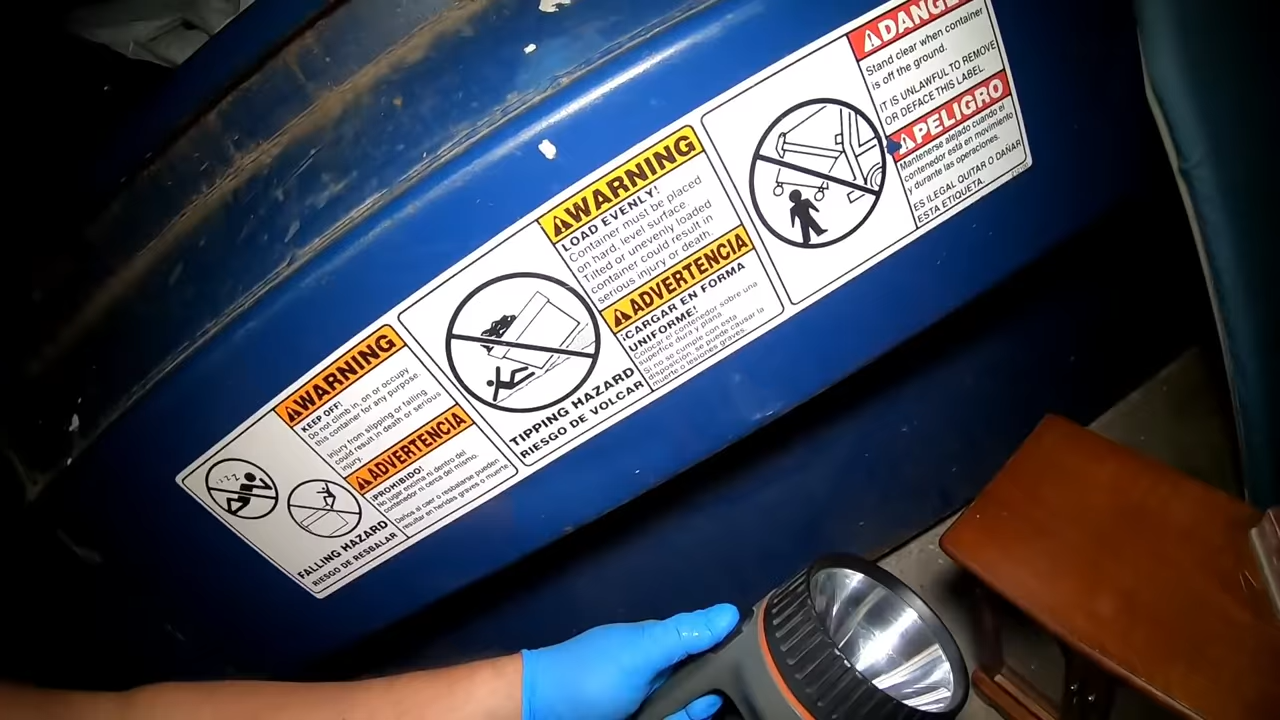 WARNING
KEEP OFF!
Do not climb in, on or occupy
this container for any purpose.
Injury from slipping or falling
could result in death or serious
injury.
ADVERTENCIA
¡PROHIBIDO!
No jugar encima ni dentro del
contenedor ni cerca del mismo.
Daños al caer o resbalarse pueden
resultar en heridas graves o muerte
FALLING HAZARD
RIESGO DE RESBALAR
WARNING
LOAD EVENLY!
Container must be placed
on hard, level surface.
Tilted or unevenly loaded
container could result in
serious injury or death.
ADVERTENCIA
¡CARGAR EN FORMA
UNIFORME!
Colocar el contenedor sobre una
superficie dura y plana.
Si no se cumple con esta
disposición, se puede causar la
muerte o lesiones graves.
TIPPING HAZARD
RIESGO DE VOLCAR
DANGE
Stand clear when container
is off the ground.
IT IS UNLAWFUL TO REMOVE
OR DEFACE THIS LABEL.
PELIGRO
Mantenerse alejado cuando el
contenedor está en movimiento
y durante las operaciones.
ES ILEGAL QUITAR O DAÑAR
ESTA ETIQUETA.